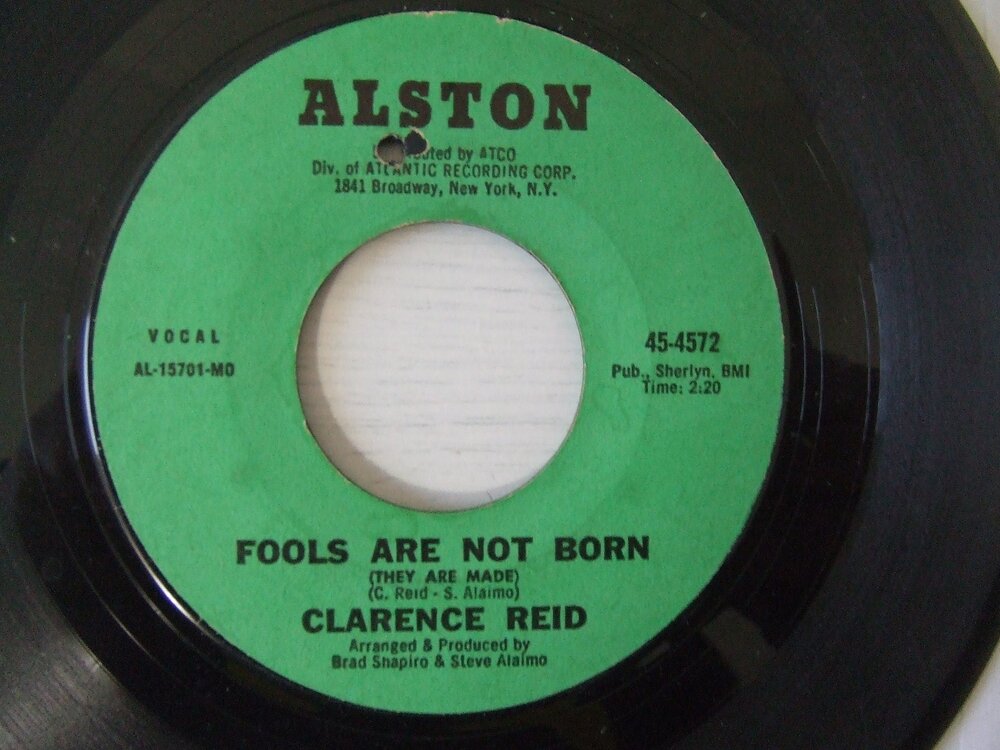 ALSTON
by ATCO
Div. of ATLANTIC RECORDING CORP.
1841 Broadway, New York, N.Y.
VOCAL
AL-15701-MO
45-4572
Pub., Sherlyn, BMI
Time: 2:20
FOOLS ARE NOT BORN
(THEY ARE MADE)
(C. Reid - S. Alaimo)
CLARENCE REID
Arranged & Produced by
Brad Shapiro & Steve Alaimo